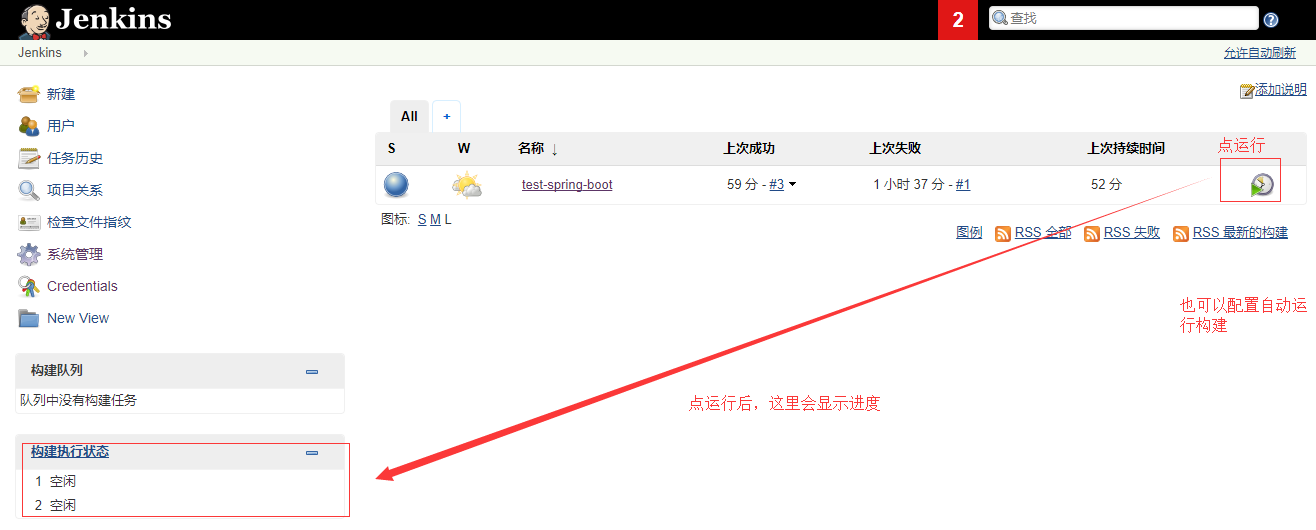 Jenkins
2
查找
Jenkins
允许自动刷新
新建
用户
任务历史
项目关系
检查文件指纹
系统管理
Credentials
New View
添加说明
All +
S W 名称 ↓ 上次成功 上次失败 上次持续时间
点运行
test-spring-boot 59 分 - #3 1 小时 37 分 - #1 52 分
图标: S M L
图例 RSS 全部 RSS 失败 RSS 最新的构建
也可以配置自动运
行构建
构建队列
队列中没有构建任务
点运行后，这里会显示进度
构建执行状态
1 空闲
2 空闲